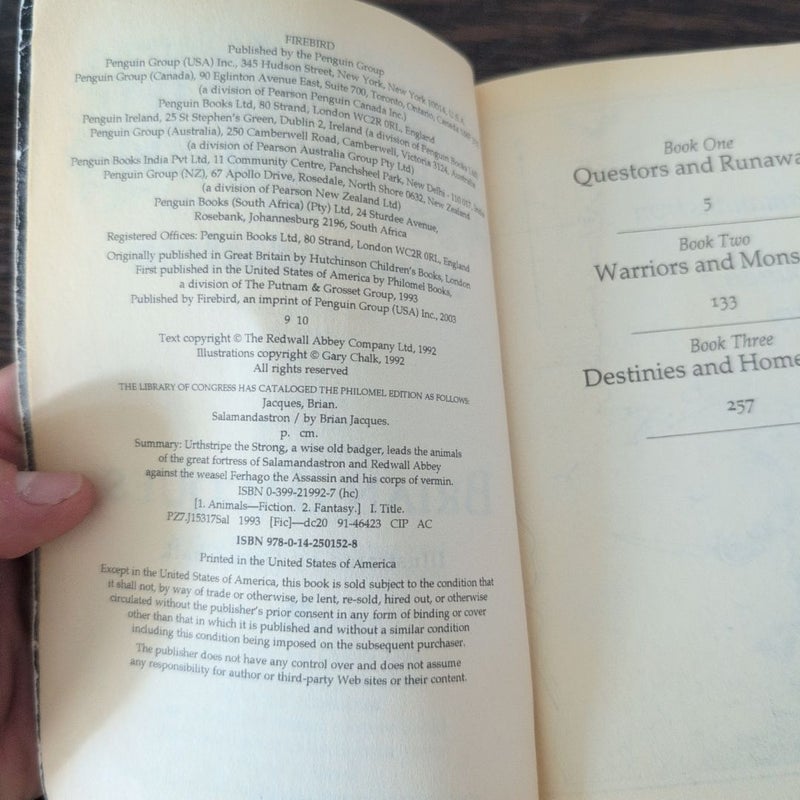 FIREBIRD
Published by the Penguin Group
Penguin Group (USA) Inc., 345 Hudson Street, New York, New York 10014, U.S.A.
Penguin Group (Canada), 90 Eglinton Avenue East, Suite 700, Toronto, Ontario, Canada
(a division of Pearson Penguin Canada Inc.)
Penguin Books Ltd, 80 Strand, London WC2R 0RL, England
Penguin Ireland, 25 St Stephen's Green, Dublin 2, Ireland (a division of Penguin Books Ltd)
Penguin Group (Australia), 250 Camberwell Road, Camberwell, Victoria 3124, Australia
(a division of Pearson Australia Group Pty Ltd)
Penguin Books India Pvt Ltd, 11 Community Centre, Panchsheel Park, New Delhi - 110 017, India
Penguin Group (NZ), 67 Apollo Drive, Rosedale, North Shore 0632, New Zealand
(a division of Pearson New Zealand Ltd)
Penguin Books (South Africa) (Pty) Ltd, 24 Sturdee Avenue,
Rosebank, Johannesburg 2196, South Africa
Registered Offices: Penguin Books Ltd, 80 Strand, London WC2R 0RL, England
Originally published in Great Britain by Hutchinson Children's Books, London
First published in the United States of America by Philomel Books,
a division of The Putnam & Grosset Group, 1993
Published by Firebird, an imprint of Penguin Group (USA) Inc., 2003
9 10
Text copyright © The Redwall Abbey Company Ltd, 1992
Illustrations copyright © Gary Chalk, 1992
All rights reserved
THE LIBRARY OF CONGRESS HAS CATALOGED THE PHILOMEL EDITION AS FOLLOWS:
Jacques, Brian.
Salamandastron / by Brian Jacques.
p. cm.
Summary: Urthstripe the Strong, a wise old badger, leads the animals
of the great fortress of Salamandastron and Redwall Abbey
against the weasel Ferhago the Assassin and his corps of vermin.
ISBN 0-399-21992-7 (hc)
[1. Animals—Fiction. 2. Fantasy.] I. Title.
PZ7.J15317Sal 1993 [Fic]—dc20 91-46423 CIP AC
ISBN 978-0-14-250152-8
Printed in the United States of America
Except in the United States of America, this book is sold subject to the condition that
it shall not, by way of trade or otherwise, be lent, re-sold, hired out, or otherwise
circulated without the publisher's prior consent in any form of binding or cover
other than that in which it is published and without a similar condition
including this condition being imposed on the subsequent purchaser.
The publisher does not have any control over and does not assume
any responsibility for author or third-party Web sites or their content.
Book One
Questors and Runawa
5
Book Two
Warriors and Mons
133
Book Three
Destinies and Home
257